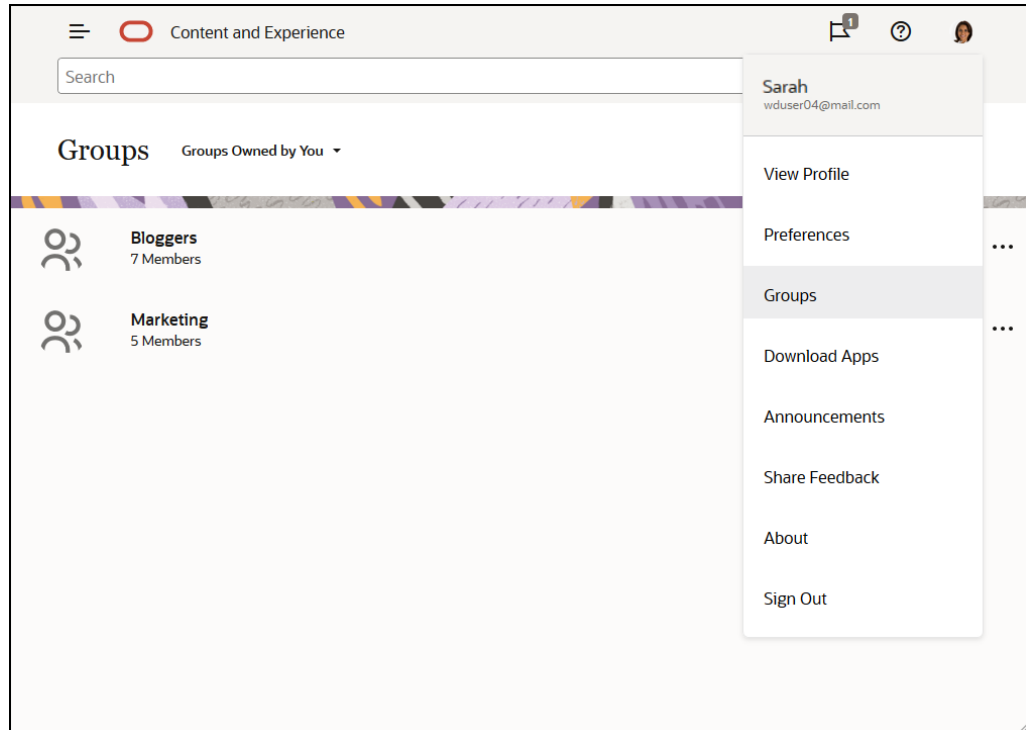 Content and Experience
1
Search
Sarah
wduser04@mail.com
Groups
Groups Owned by You
View Profile
Bloggers
7 Members
Preferences
Groups
Marketing
5 Members
Download Apps
Announcements
Share Feedback
About
Sign Out